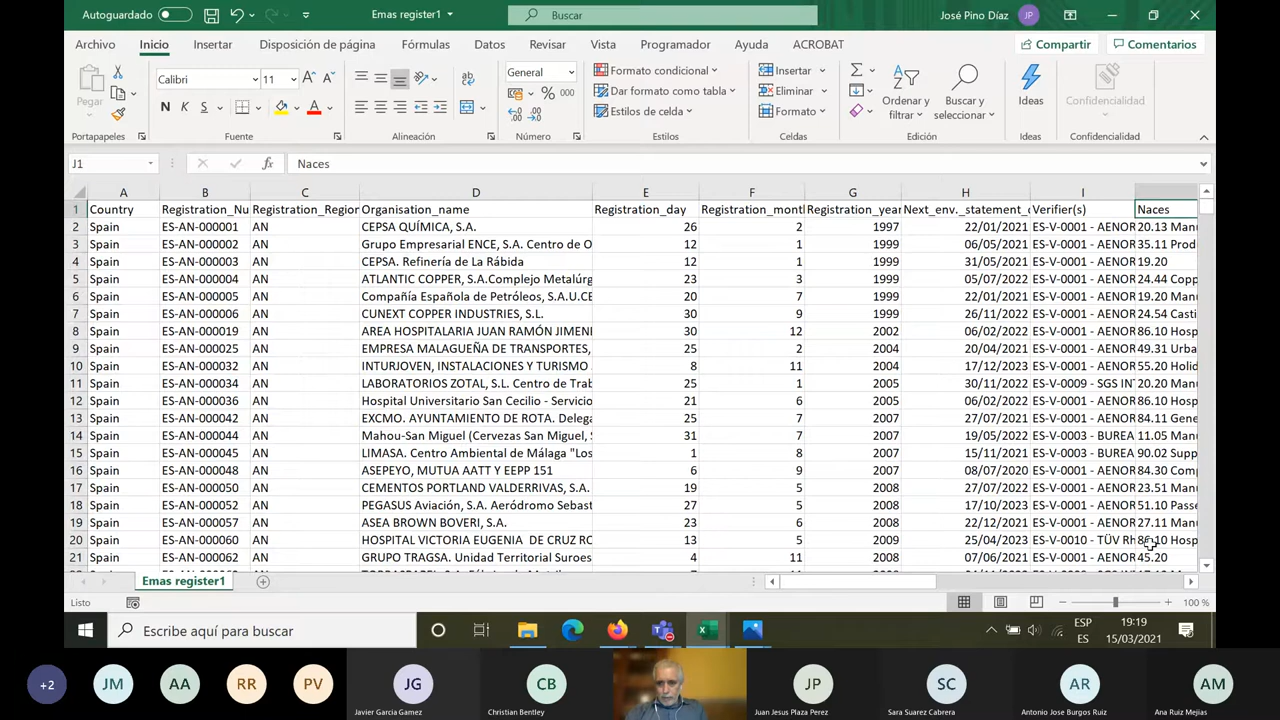 Autoguardado
Emas register1
Buscar
José Pino Díaz
JP
Archivo Inicio Insertar Disposición de página Fórmulas Datos Revisar Vista Programador Ayuda ACROBAT Compartir Comentarios
Pegar
Calibri 11
N K S
General
% 000
Formato condicional
Dar formato como tabla
Estilos de celda
Insertar
Eliminar
Formato
Ordenar y filtrar
Buscar y seleccionar
Ideas
Confidencialidad
Portapapeles Fuente Alineación Número Estilos Celdas Edición Ideas Confidencialidad
J1 fx Naces
A B C D E F G H I
1 Country Registration_Nu Registration_Region Organisation_name Registration_day Registration_month Registration_year Next_env._statement_ Verifier(s) Naces
2 Spain ES-AN-000001 AN CEPSA QUÍMICA, S.A. 26 2 1997 22/01/2021 ES-V-0001 - AENOR 20.13 Manu
3 Spain ES-AN-000002 AN Grupo Empresarial ENCE, S.A. Centro de O 12 1 1999 06/05/2021 ES-V-0001 - AENOR 35.11 Prod
4 Spain ES-AN-000003 AN CEPSA. Refinería de La Rábida 12 1 1999 31/05/2021 ES-V-0001 - AENOR 19.20
5 Spain ES-AN-000004 AN ATLANTIC COPPER, S.A.Complejo Metalúrg 23 3 1999 05/07/2022 ES-V-0001 - AENOR 24.44 Copp
6 Spain ES-AN-000005 AN Compañía Española de Petróleos, S.A.U.CE 20 7 1999 22/01/2021 ES-V-0001 - AENOR 19.20 Manu
7 Spain ES-AN-000006 AN CUNEXT COPPER INDUSTRIES, S.L. 30 9 1999 26/11/2022 ES-V-0001 - AENOR 24.54 Casti
8 Spain ES-AN-000019 AN AREA HOSPITALARIA JUAN RAMÓN JIMEN 30 12 2002 06/02/2022 ES-V-0001 - AENOR 86.10 Hosp
9 Spain ES-AN-000025 AN EMPRESA MALAGUEÑA DE TRANSPORTES, 25 2 2004 20/04/2021 ES-V-0001 - AENOR 49.31 Urba
10 Spain ES-AN-000032 AN INTURJOVEN, INSTALACIONES Y TURISMO 8 11 2004 17/12/2023 ES-V-0001 - AENOR 55.20 Holid
11 Spain ES-AN-000034 AN LABORATORIOS ZOTAL, S.L. Centro de Trab 25 1 2005 30/11/2022 ES-V-0009 - SGS IN 20.20 Manu
12 Spain ES-AN-000036 AN Hospital Universitario San Cecilio - Servicio 21 6 2005 06/02/2022 ES-V-0001 - AENOR 86.10 Hosp
13 Spain ES-AN-000042 AN EXCMO. AYUNTAMIENTO DE ROTA. Delega 25 7 2007 27/07/2021 ES-V-0001 - AENOR 84.11 Gene
14 Spain ES-AN-000044 AN Mahou-San Miguel (Cervezas San Miguel, S 31 7 2007 19/05/2022 ES-V-0003 - BUREA 11.05 Manu
15 Spain ES-AN-000045 AN LIMASA. Centro Ambiental de Málaga "Los 1 8 2007 15/11/2021 ES-V-0003 - BUREA 90.02 Supp
16 Spain ES-AN-000048 AN ASEPEYO, MUTUA AATT Y EEPP 151 6 9 2007 08/07/2020 ES-V-0001 - AENOR 84.30 Com
17 Spain ES-AN-000050 AN CEMENTOS PORTLAND VALDERRIVAS, S.A. 19 5 2008 27/07/2022 ES-V-0001 - AENOR 23.51 Manu
18 Spain ES-AN-000052 AN PEGASUS Aviación, S.A. Aeródromo Sebast 27 5 2008 17/10/2023 ES-V-0001 - AENOR 51.10 Passe
19 Spain ES-AN-000057 AN ASEA BROWN BOVERI, S.A. 23 6 2008 22/12/2021 ES-V-0001 - AENOR 27.11 Manu
20 Spain ES-AN-000060 AN HOSPITAL VICTORIA EUGENIA DE CRUZ RO 13 5 2009 25/04/2023 ES-V-0010 - TÜV Rh 86.10 Hosp
21 Spain ES-AN-000062 AN GRUPO TRAGSA. Unidad Territorial Suroes 4 11 2008 07/06/2021 ES-V-0001 - AENOR 45.20
Emas register1
Listo
100 %
Escribe aquí para buscar
ESP
ES
19:19
15/03/2021
+2 JM AA RR PV JG CB JP SC AR AM
Javier Garcia Gamez Christian Bentley Juan Jesus Plaza Perez Sara Suarez Cabrera Antonio Jose Burgos Ruiz Ana Ruiz Mejias